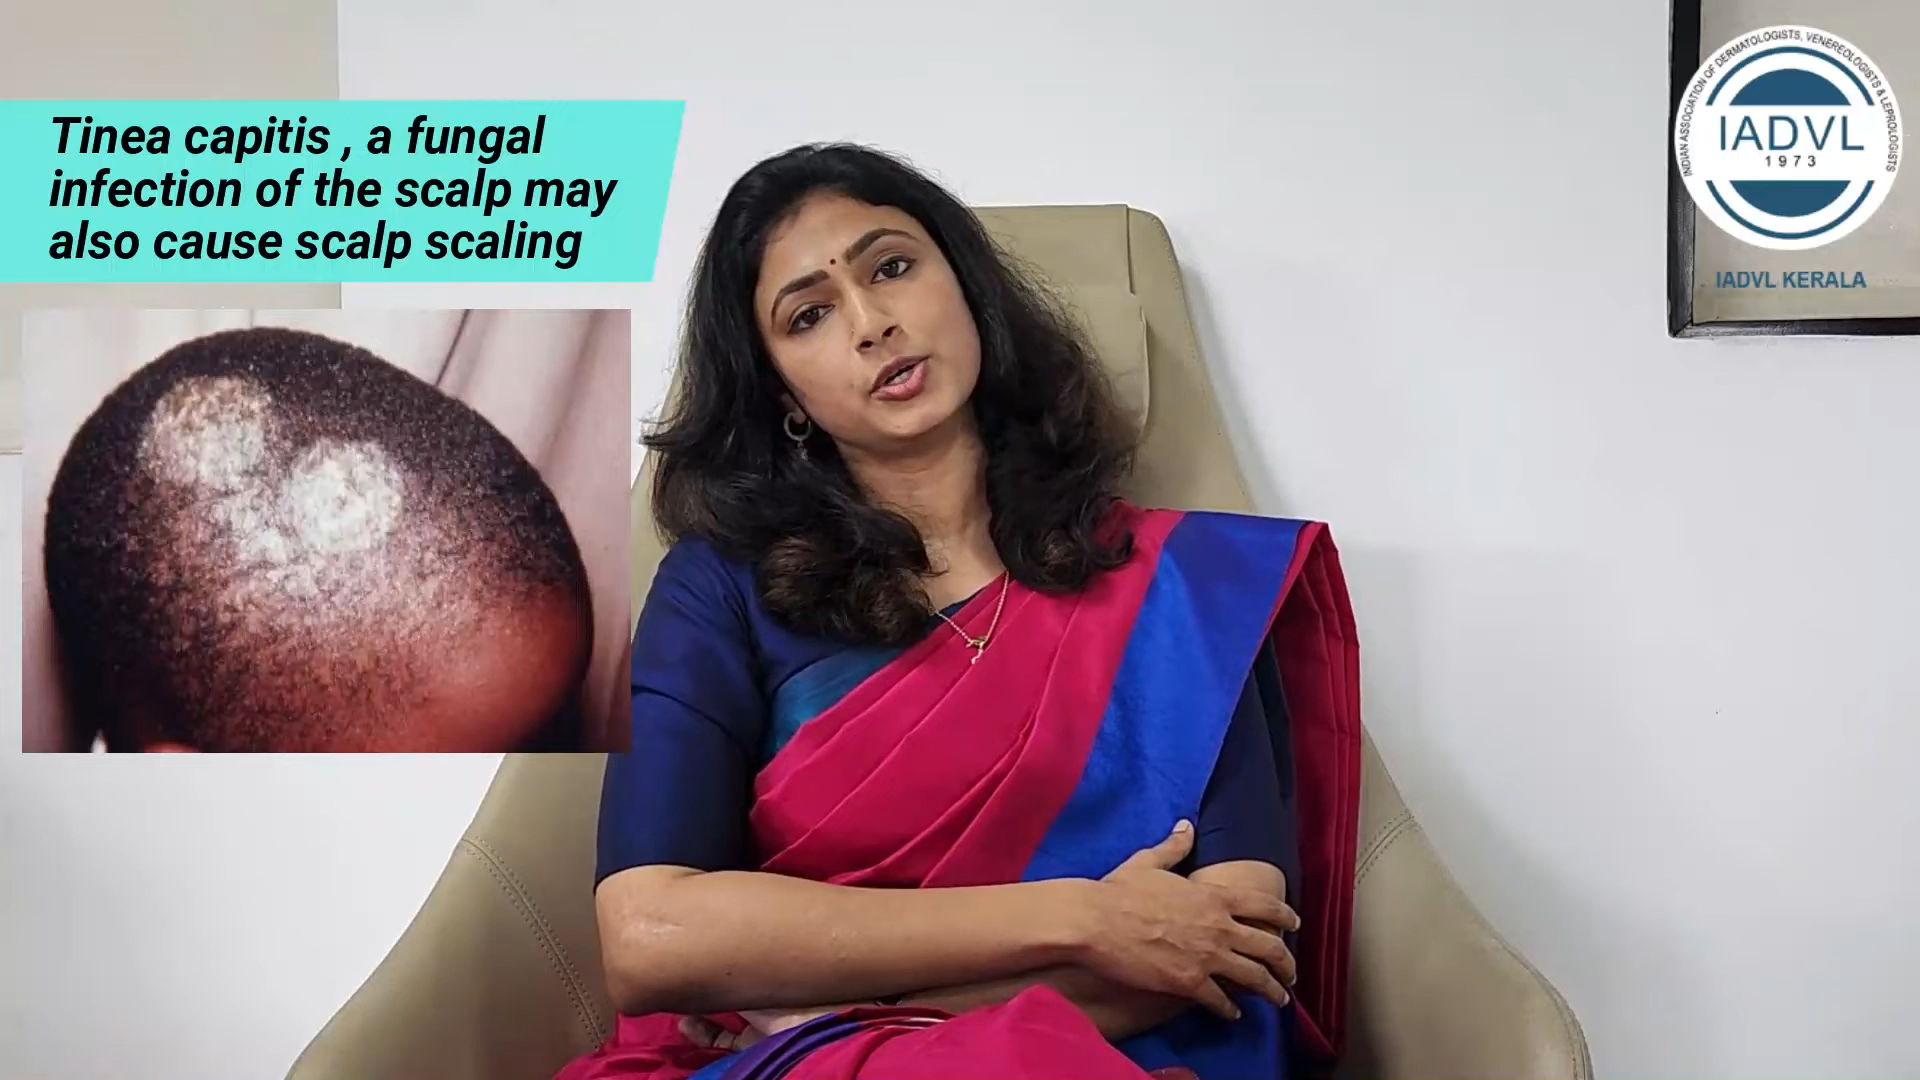 Tinea capitis , a fungal
infection of the scalp may
also cause scalp scaling
INDIAN ASSOCIATION OF DERMATOLOGISTS, VENEREOLOGISTS & LEPROLOGISTS
IADVL
1973
IADVL KERALA